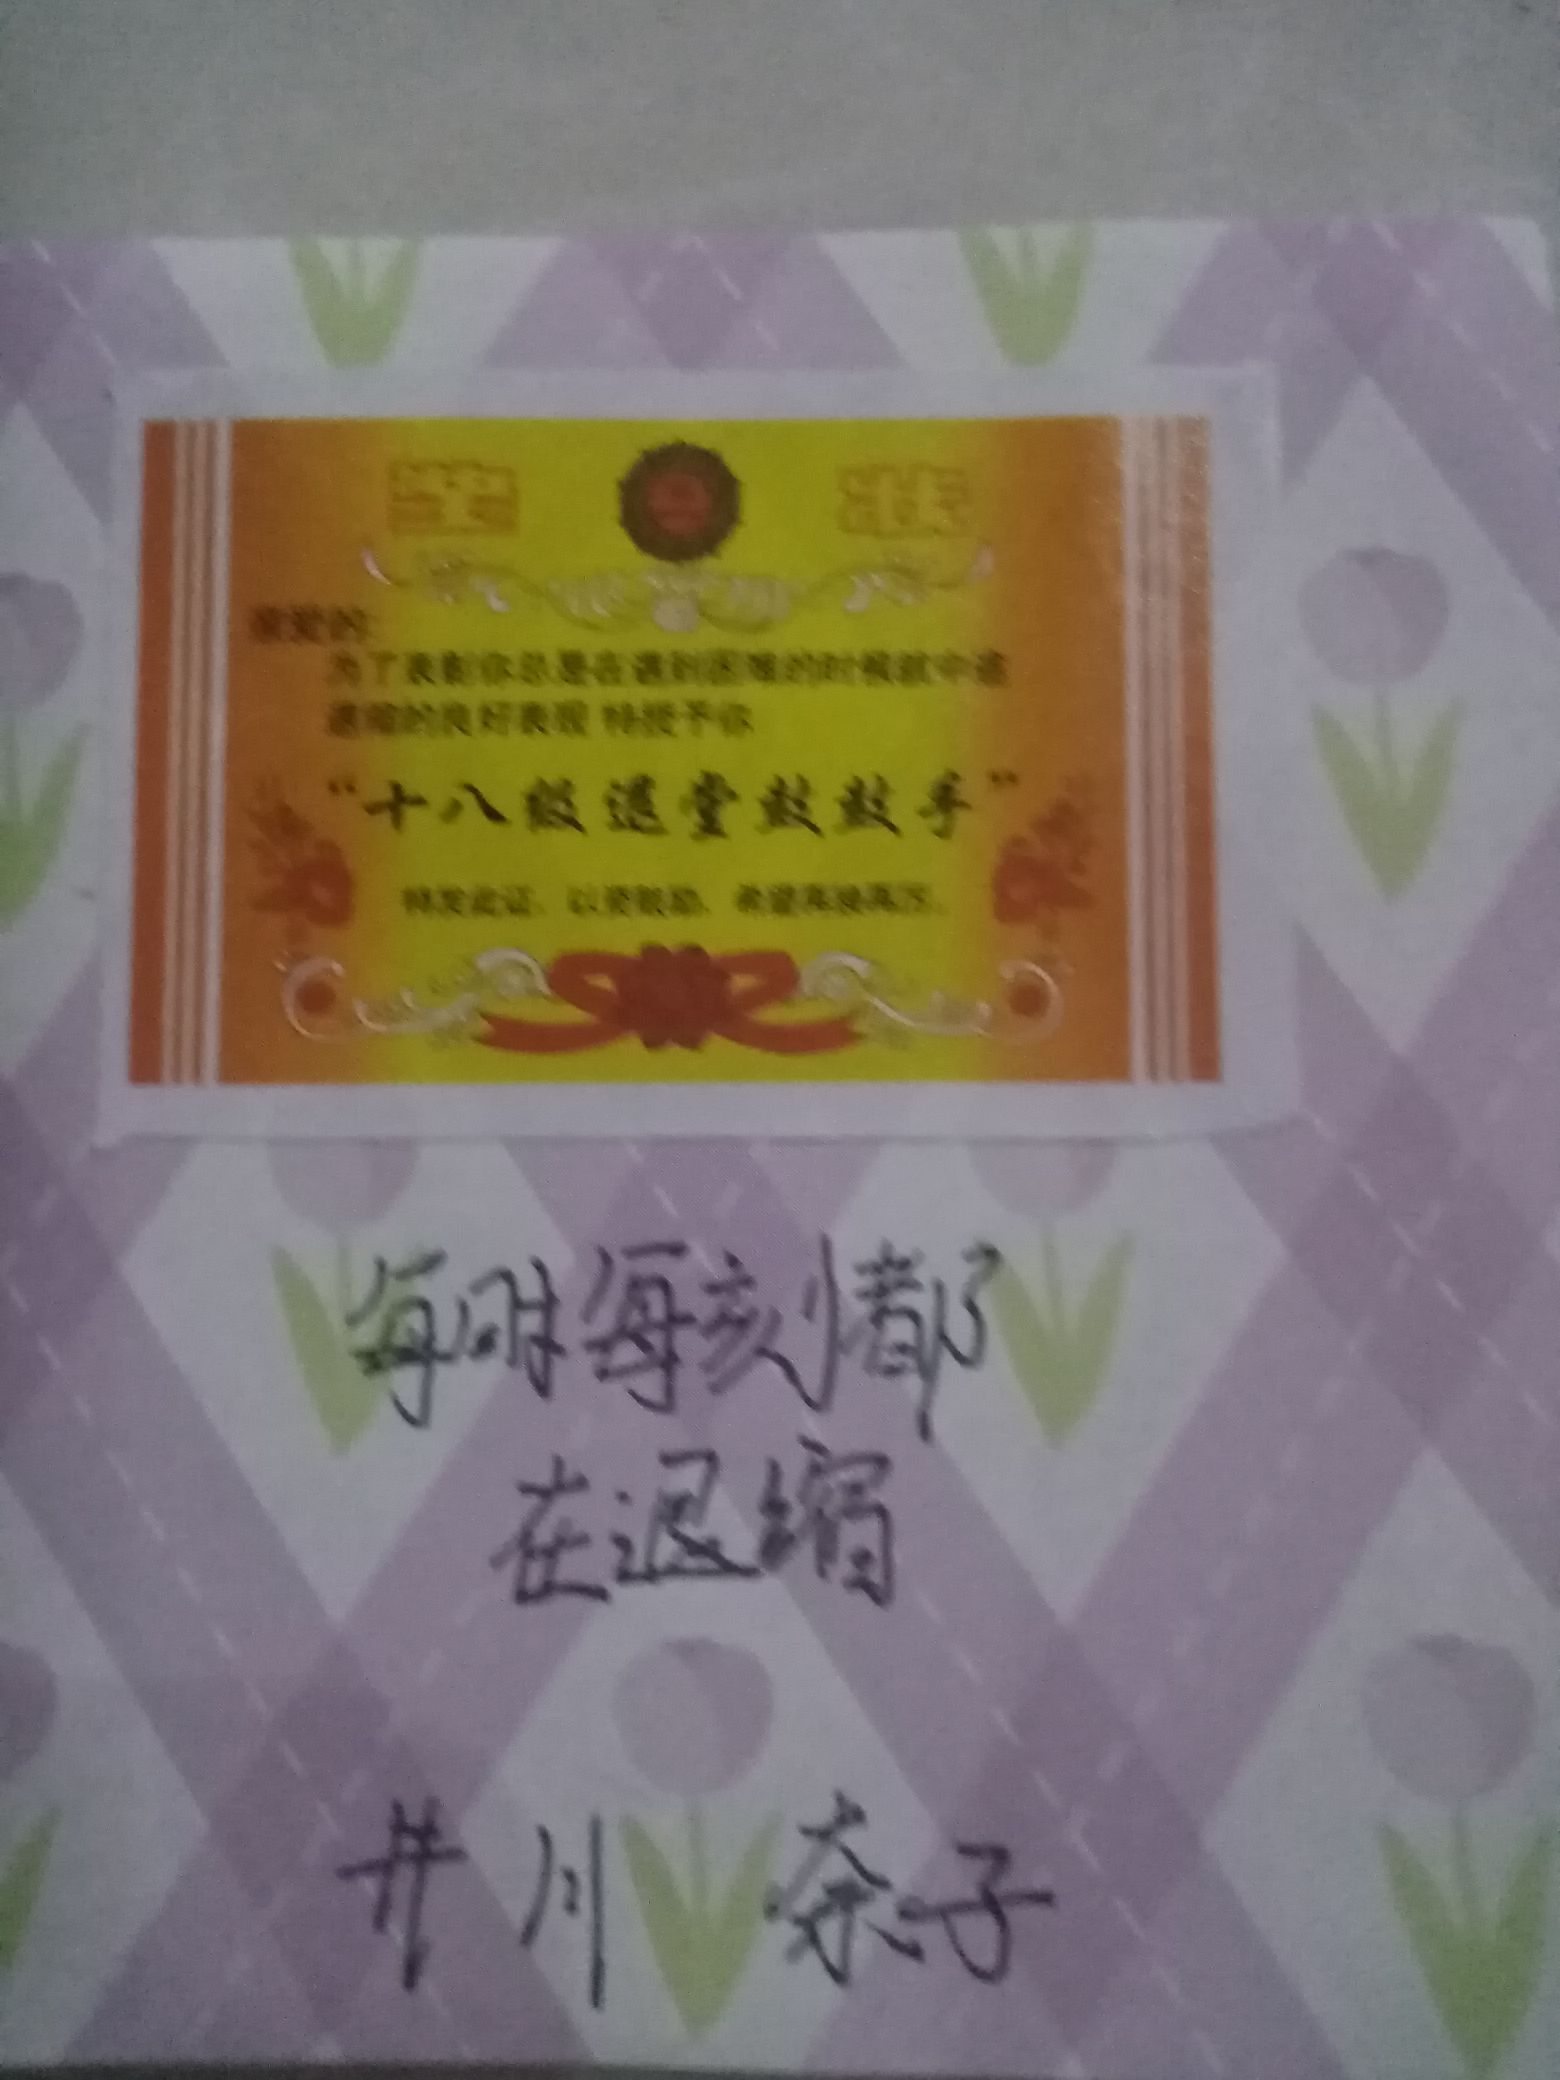 亲爱的:
为了表彰你总是在遇到困难的时候就中途
退缩的良好表现 特授予你
“十八级退堂鼓鼓手”
特发此证，以资鼓励，希望再接再厉。
每时每刻都
在退缩
井川 奈子